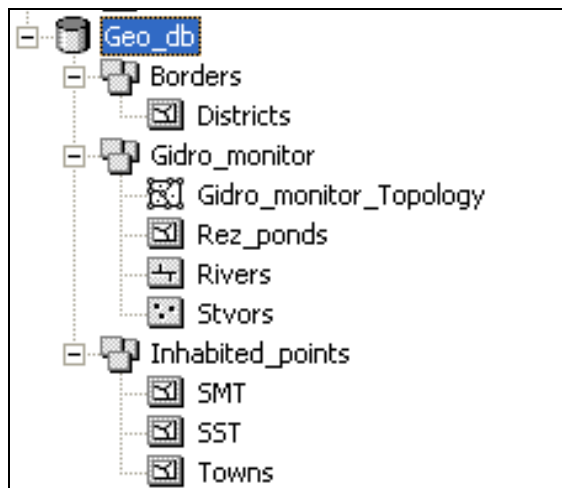 Geo_db
Borders
Districts
Gidro_monitor
Gidro_monitor_Topology
Rez_ponds
Rivers
Stvors
Inhabited_points
SMT
SST
Towns